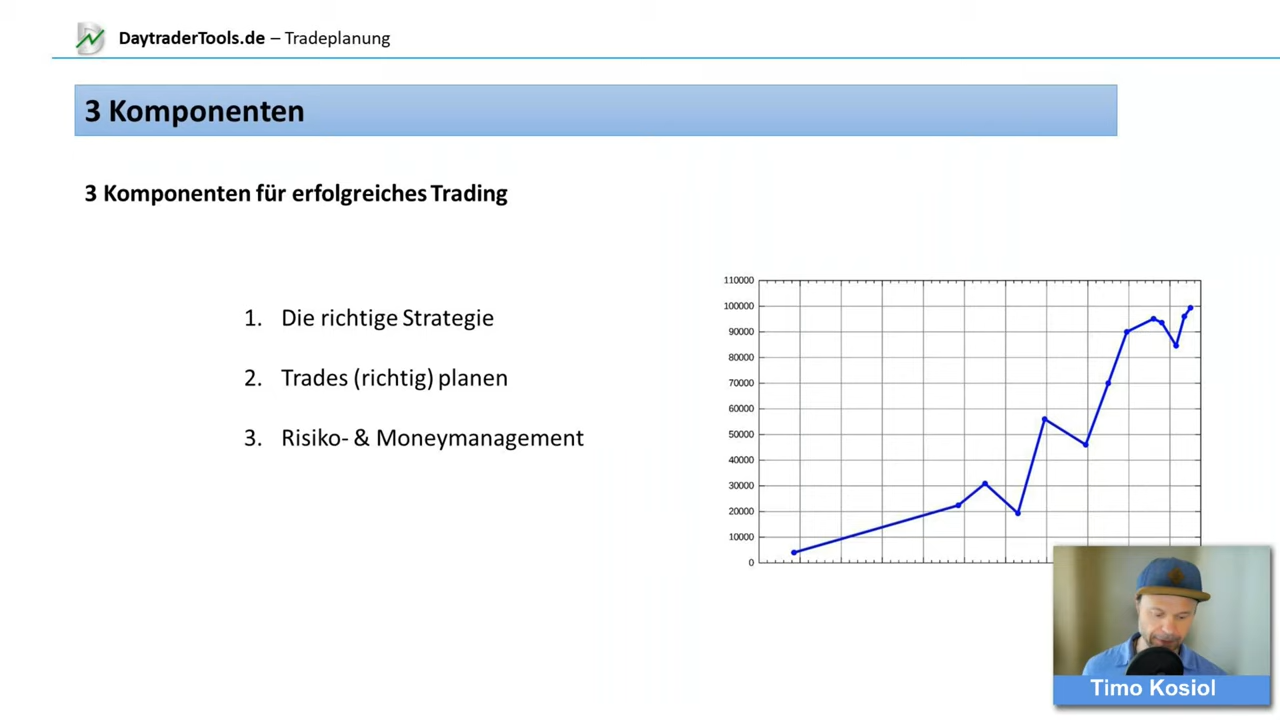 DaytraderTools.de – Tradeplanung
3 Komponenten
3 Komponenten für erfolgreiches Trading
1. Die richtige Strategie
2. Trades (richtig) planen
3. Risiko- & Moneymanagement
110000
100000
90000
80000
70000
60000
50000
40000
30000
20000
10000
0
Timo Kosiol